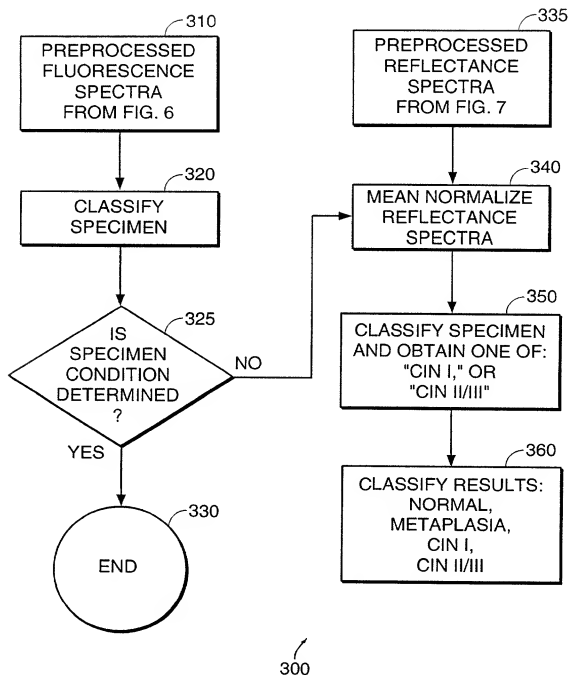 310
PREPROCESSED
FLUORESCENCE
SPECTRA
FROM FIG. 6
320
CLASSIFY
SPECIMEN
325
IS
SPECIMEN
CONDITION
DETERMINED
?
NO
YES
330
END
335
PREPROCESSED
REFLECTANCE
SPECTRA
FROM FIG. 7
340
MEAN NORMALIZE
REFLECTANCE
SPECTRA
350
CLASSIFY SPECIMEN
AND OBTAIN ONE OF:
"CIN I," OR
"CIN II/III"
360
CLASSIFY RESULTS:
NORMAL,
METAPLASIA,
CIN I,
CIN II/III
300